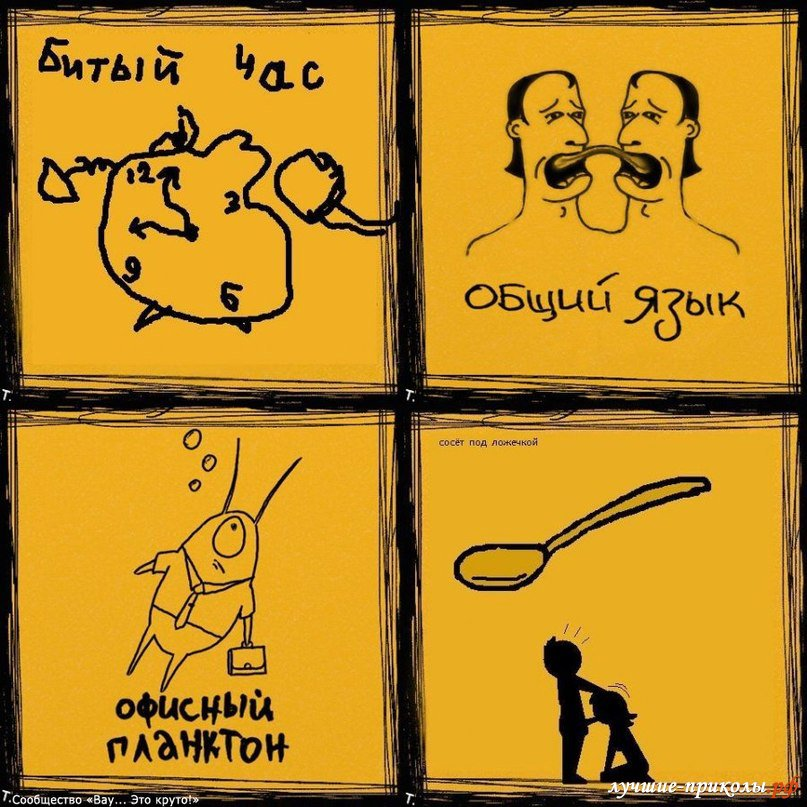 Битый час
12
3
9
6
общий язык
Т.
Т.
сосёт под ложечкой
офисный
планктон
Т.
Сообщество «Вау... Это круто!»
Т.
лучшие-приколы.рф